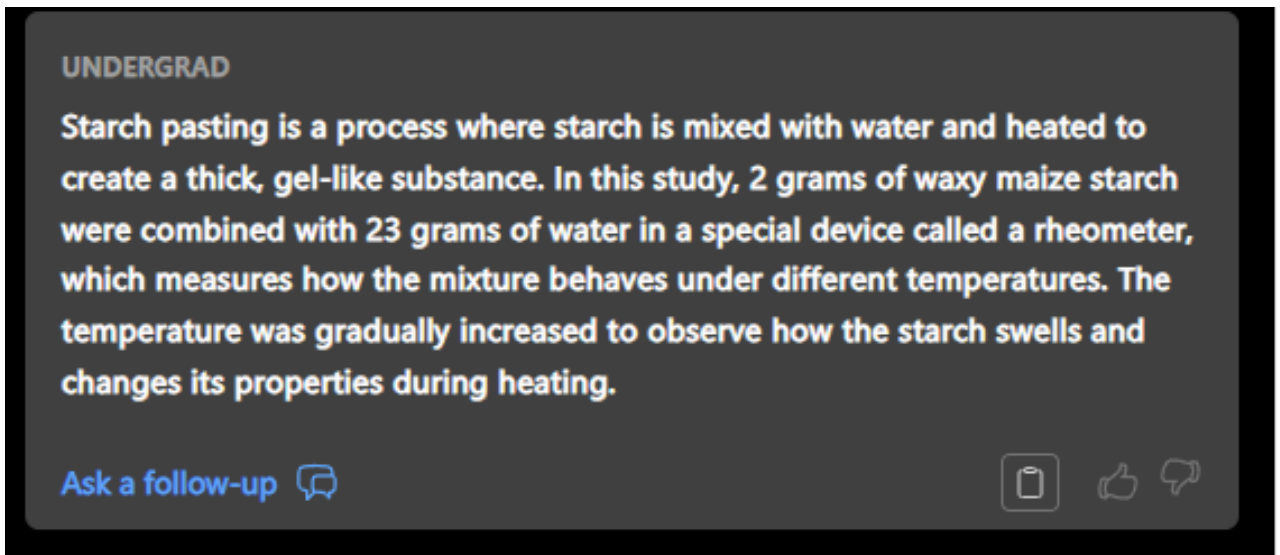 UNDERGRAD
Starch pasting is a process where starch is mixed with water and heated to
create a thick, gel-like substance. In this study, 2 grams of waxy maize starch
were combined with 23 grams of water in a special device called a rheometer,
which measures how the mixture behaves under different temperatures. The
temperature was gradually increased to observe how the starch swells and
changes its properties during heating.
Ask a follow-up